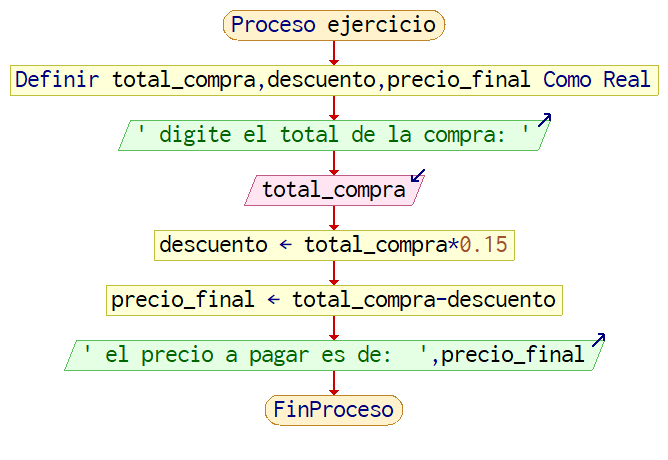 Proceso ejercicio
Definir total_compra,descuento,precio_final Como Real
' digite el total de la compra: '
total_compra
descuento ← total_compra*0.15
precio_final ← total_compra-descuento
' el precio a pagar es de:  ',precio_final
FinProceso